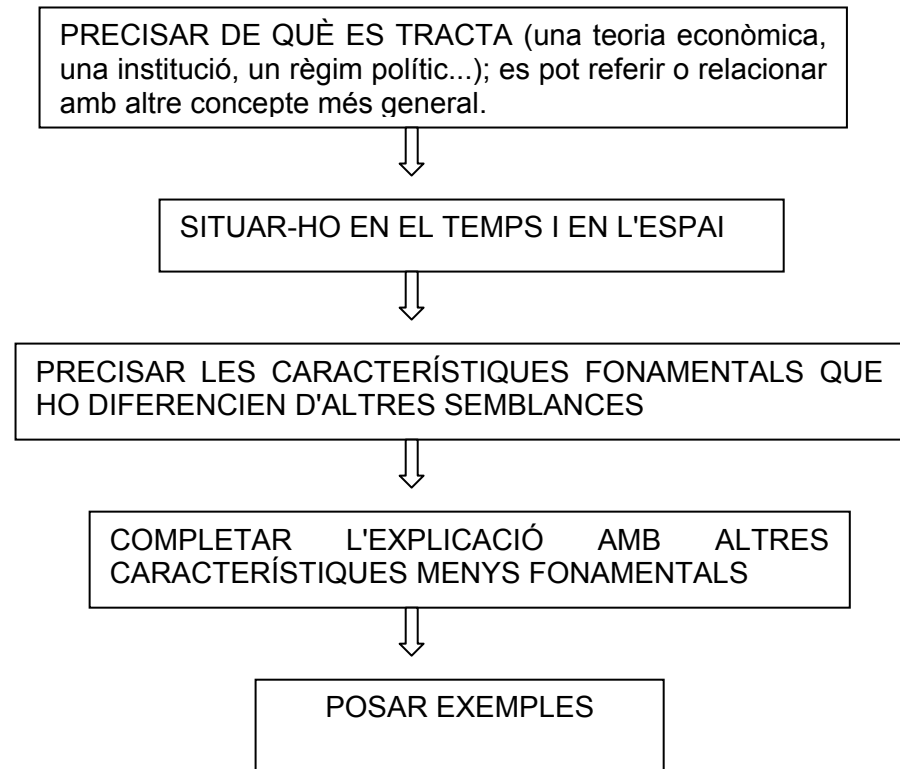 PRECISAR DE QUÈ ES TRACTA (una teoria econòmica,
una institució, un règim polític...); es pot referir o relacionar
amb altre concepte més general.
SITUAR-HO EN EL TEMPS I EN L'ESPAI
PRECISAR LES CARACTERÍSTIQUES FONAMENTALS QUE
HO DIFERENCIEN D'ALTRES SEMBLANCES
COMPLETAR L'EXPLICACIÓ AMB ALTRES
CARACTERÍSTIQUES MENYS FONAMENTALS
POSAR EXEMPLES